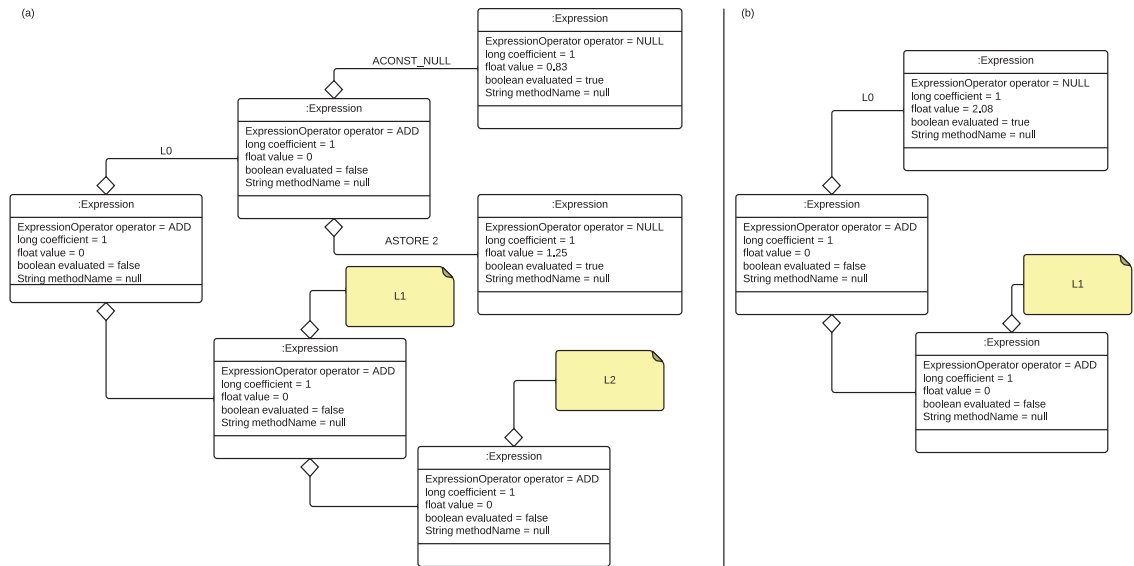 (a)
:Expression
ExpressionOperator operator = NULL
long coefficient = 1
float value = 0.83
boolean evaluated = true
String methodName = null
ACONST_NULL
:Expression
ExpressionOperator operator = ADD
long coefficient = 1
float value = 0
boolean evaluated = false
String methodName = null
L0
:Expression
ExpressionOperator operator = ADD
long coefficient = 1
float value = 0
boolean evaluated = false
String methodName = null
ASTORE 2
:Expression
ExpressionOperator operator = NULL
long coefficient = 1
float value = 1.25
boolean evaluated = true
String methodName = null
L1
:Expression
ExpressionOperator operator = ADD
long coefficient = 1
float value = 0
boolean evaluated = false
String methodName = null
L2
:Expression
ExpressionOperator operator = ADD
long coefficient = 1
float value = 0
boolean evaluated = false
String methodName = null
(b)
:Expression
ExpressionOperator operator = NULL
long coefficient = 1
float value = 2.08
boolean evaluated = true
String methodName = null
L0
:Expression
ExpressionOperator operator = ADD
long coefficient = 1
float value = 0
boolean evaluated = false
String methodName = null
L1
:Expression
ExpressionOperator operator = ADD
long coefficient = 1
float value = 0
boolean evaluated = false
String methodName = null